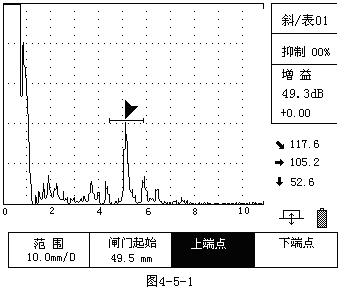 斜/表01
抑制 00%
增 益
49.3dB
+0.00
117.6
105.2
52.6
0 2 4 6 8 10
范 围
10.0mm/D
闸门起始
49.5 mm
上端点
下端点
图4-5-1